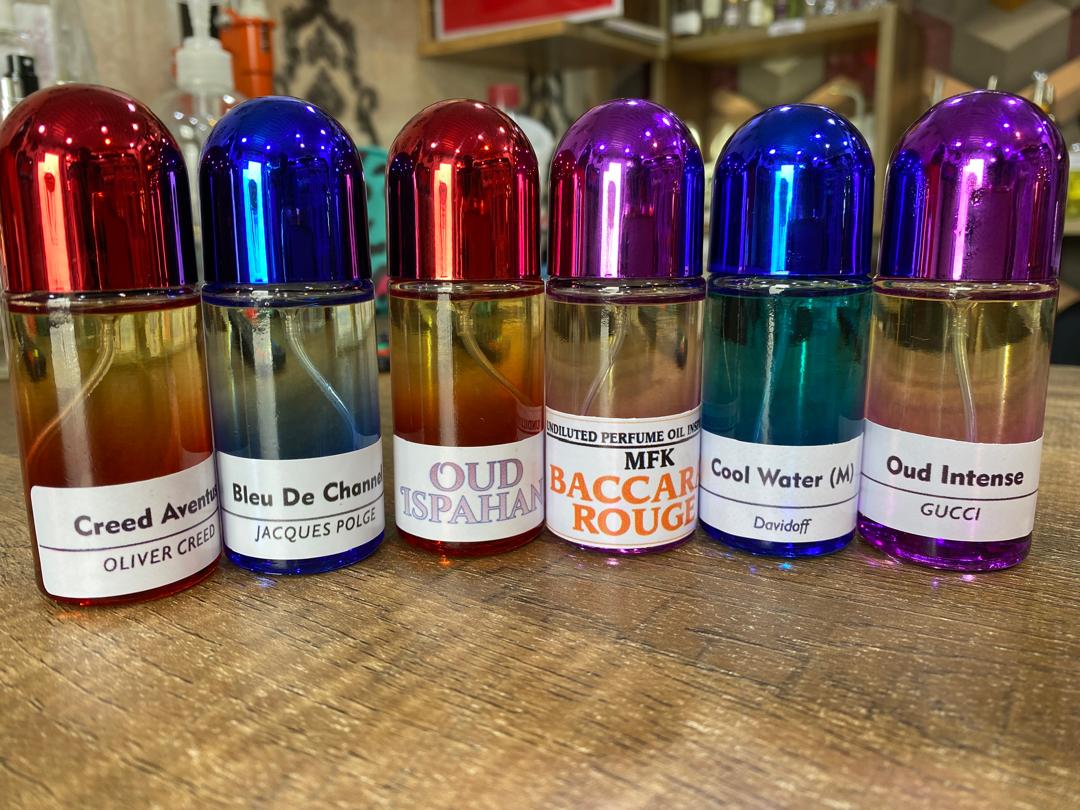 Creed Aventus
OLIVER CREED
Bleu De Channel
JACQUES POLGE
OUD
ISPAHAN
UNDILUTED PERFUME OIL INSP
MFK
BACCAR
ROUGE
Cool Water (M)
Davidoff
Oud Intense
GUCCI